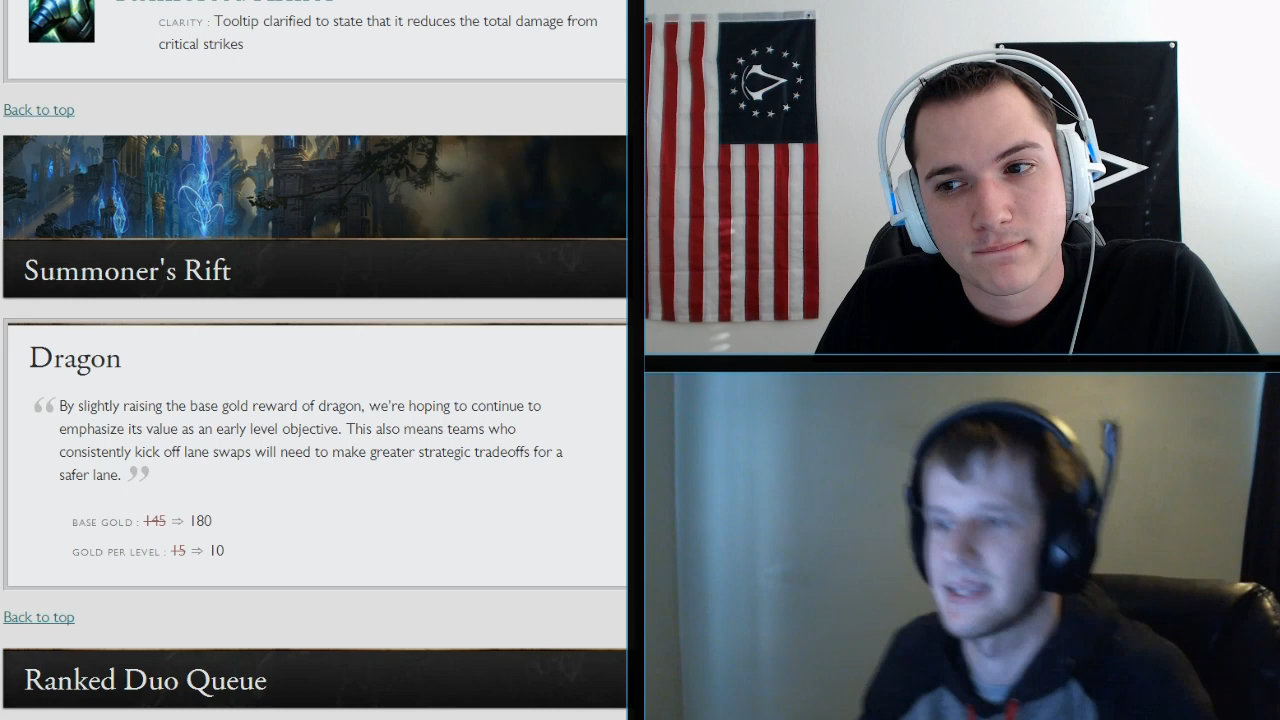 CLARITY : Tooltip clarified to state that it reduces the total damage from
critical strikes
Back to top
Summoner's Rift
Dragon
“ By slightly raising the base gold reward of dragon, we're hoping to continue to
emphasize its value as an early level objective. This also means teams who
consistently kick off lane swaps will need to make greater strategic tradeoffs for a
safer lane. ”
BASE GOLD : 145 ⇒ 180
GOLD PER LEVEL : 15 ⇒ 10
Back to top
Ranked Duo Queue